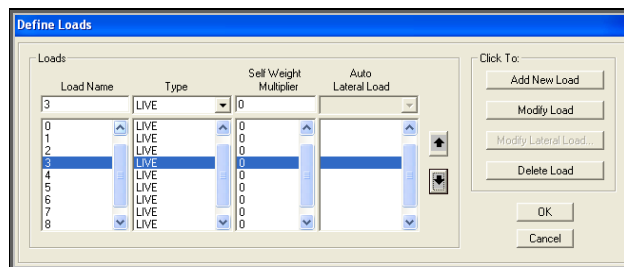 Define Loads
Loads
Click To:
Load Name Type Self Weight Multiplier Auto Lateral Load
3 LIVE 0
0 LIVE 0
1 LIVE 0
2 LIVE 0
3 LIVE 0
4 LIVE 0
5 LIVE 0
6 LIVE 0
7 LIVE 0
8 LIVE 0
Add New Load
Modify Load
Modify Lateral Load...
Delete Load
OK
Cancel